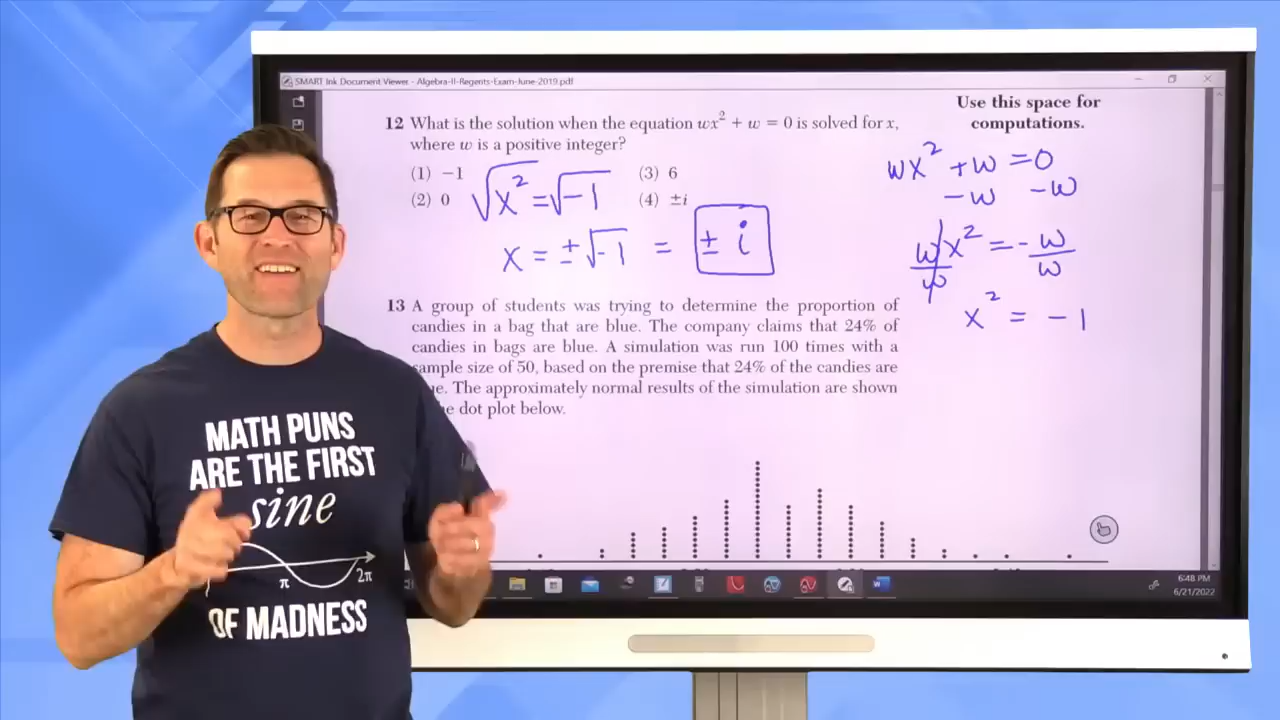 SMART Ink Document Viewer - Algebra-II-Regents-Exam-June-2019.pdf
Use this space for
computations.
12 What is the solution when the equation wx² + w = 0 is solved for x,
where w is a positive integer?
(1) −1
(3) 6
(2) 0
(4) ±i
√x² = √−1
x = ±√−1 = ± i
wx² + w = 0
−w −w
wx² = −w
w w
x² = −1
13 A group of students was trying to determine the proportion of
candies in a bag that are blue. The company claims that 24% of
candies in bags are blue. A simulation was run 100 times with a
sample size of 50, based on the premise that 24% of the candies are
The approximately normal results of the simulation are shown
dot plot below.
MATH PUNS
ARE THE FIRST
sine
π 2π
OF MADNESS
6:48 PM
6/21/2022